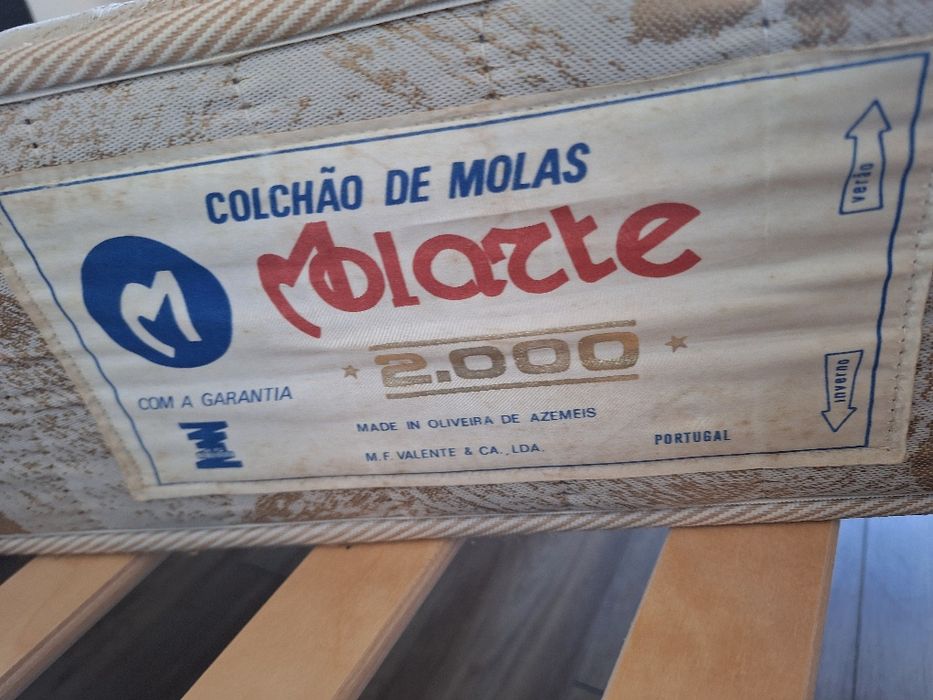 COLCHÃO DE MOLAS
Molarte
2.000
COM A GARANTIA
MADE IN OLIVEIRA DE AZEMEIS
M.F. VALENTE & CA., LDA.
PORTUGAL
verão
inverno